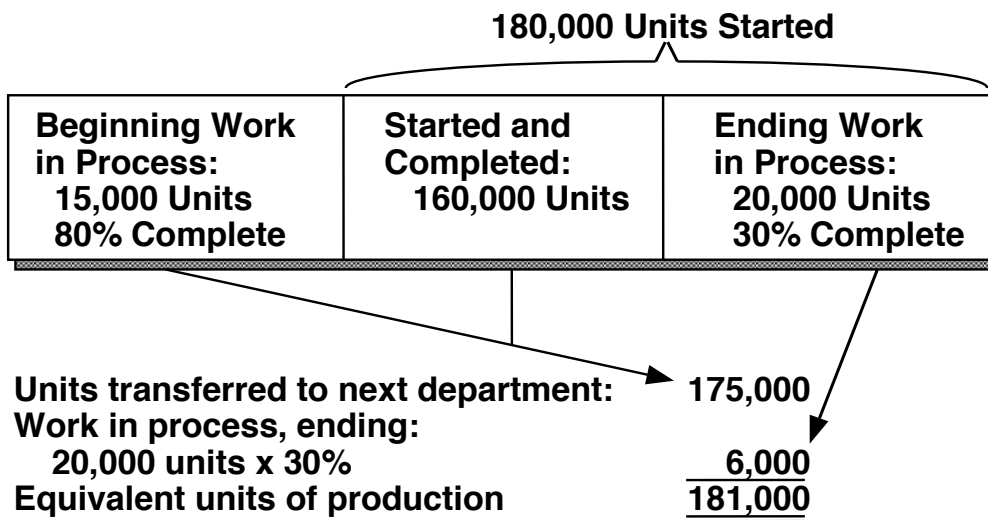 180,000 Units Started
Beginning Work
in Process:
15,000 Units
80% Complete
Started and
Completed:
160,000 Units
Ending Work
in Process:
20,000 Units
30% Complete
Units transferred to next department: 175,000
Work in process, ending:
20,000 units x 30% 6,000
Equivalent units of production 181,000